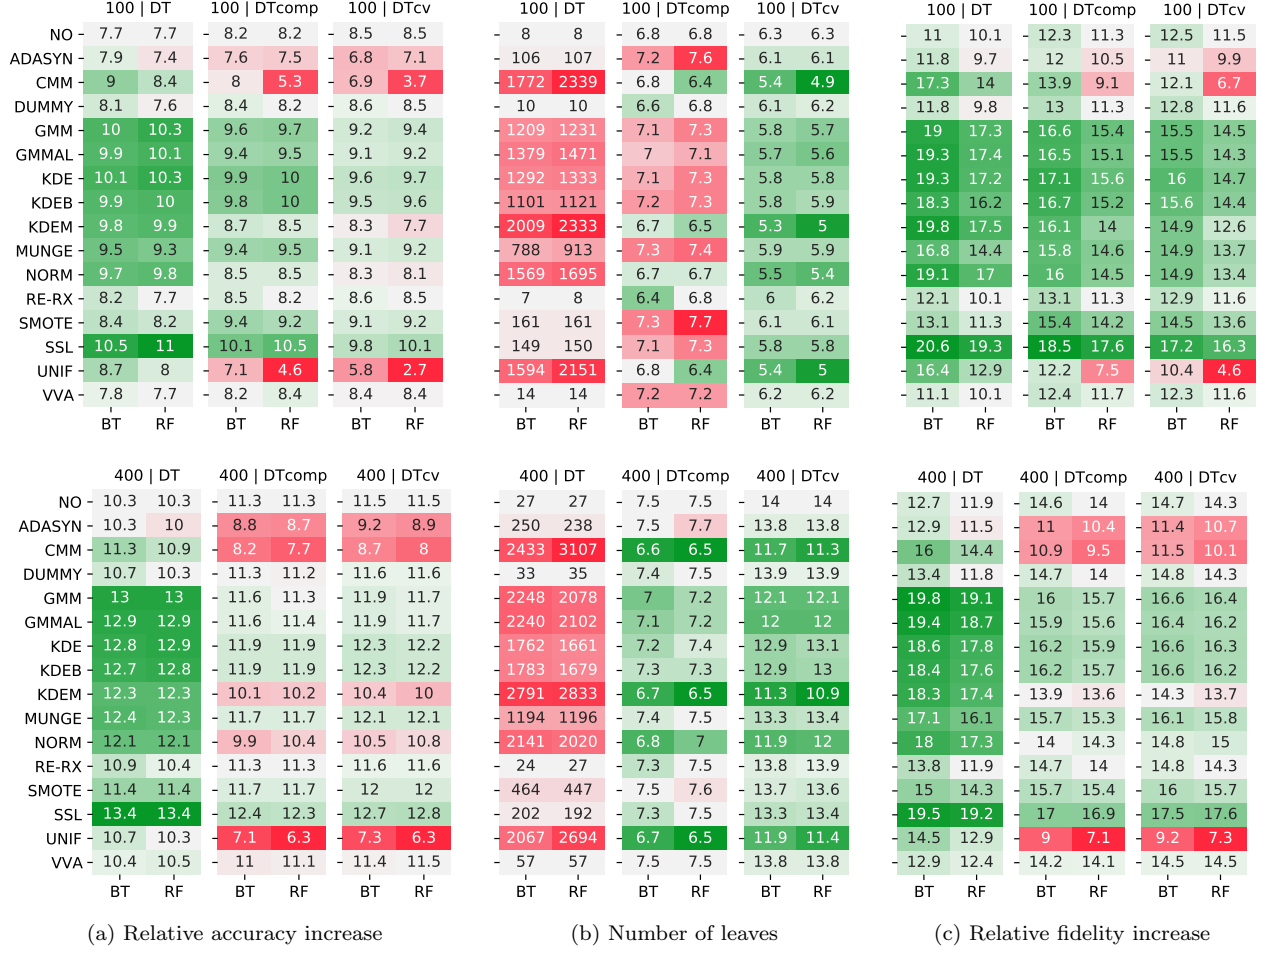 100 | DT 100 | DTcomp 100 | DTcv 100 | DT 100 | DTcomp 100 | DTcv 100 | DT 100 | DTcomp 100 | DTcv
NO 7.7 7.7 8.2 8.2 8.5 8.5 8 8 6.8 6.8 6.3 6.3 11 10.1 12.3 11.3 12.5 11.5
ADASYN 7.9 7.4 7.6 7.5 6.8 7.1 106 107 7.2 7.6 6.1 6.1 11.8 9.7 12 10.5 11 9.9
CMM 9 8.4 8 5.3 6.9 3.7 1772 2339 6.8 6.4 5.4 4.9 17.3 14 13.9 9.1 12.1 6.7
DUMMY 8.1 7.6 8.4 8.2 8.6 8.5 10 10 6.6 6.8 6.1 6.2 11.8 9.8 13 11.3 12.8 11.6
GMM 10 10.3 9.6 9.7 9.2 9.4 1209 1231 7.1 7.3 5.8 5.7 19 17.3 16.6 15.4 15.5 14.5
GMMAL 9.9 10.1 9.4 9.5 9.1 9.2 1379 1471 7 7.1 5.7 5.6 19.3 17.4 16.5 15.1 15.5 14.3
KDE 10.1 10.3 9.9 10 9.6 9.7 1292 1333 7.1 7.3 5.8 5.8 19.3 17.2 17.1 15.6 16 14.7
KDEB 9.9 10 9.8 10 9.5 9.6 1101 1121 7.2 7.3 5.8 5.9 18.3 16.2 16.7 15.2 15.6 14.4
KDEM 9.8 9.9 8.7 8.5 8.3 7.7 2009 2333 6.7 6.5 5.3 5 19.8 17.5 16.1 14 14.9 12.6
MUNGE 9.5 9.3 9.4 9.5 9.1 9.2 788 913 7.3 7.4 5.9 5.9 16.8 14.4 15.8 14.6 14.9 13.7
NORM 9.7 9.8 8.5 8.5 8.3 8.1 1569 1695 6.7 6.7 5.5 5.4 19.1 17 16 14.5 14.9 13.4
RE-RX 8.2 7.7 8.5 8.2 8.6 8.5 7 8 6.4 6.8 6 6.2 12.1 10.1 13.1 11.3 12.9 11.6
SMOTE 8.4 8.2 9.4 9.2 9.1 9.2 161 161 7.3 7.7 6.1 6.1 13.1 11.3 15.4 14.2 14.5 13.6
SSL 10.5 11 10.1 10.5 9.8 10.1 149 150 7.1 7.3 5.8 5.8 20.6 19.3 18.5 17.6 17.2 16.3
UNIF 8.7 8 7.1 4.6 5.8 2.7 1594 2151 6.8 6.4 5.4 5 16.4 12.9 12.2 7.5 10.4 4.6
VVA 7.8 7.7 8.2 8.4 8.4 8.4 14 14 7.2 7.2 6.2 6.2 11.1 10.1 12.4 11.7 12.3 11.6
BT RF BT RF BT RF BT RF BT RF BT RF BT RF BT RF BT RF
400 | DT 400 | DTcomp 400 | DTcv 400 | DT 400 | DTcomp 400 | DTcv 400 | DT 400 | DTcomp 400 | DTcv
NO 10.3 10.3 11.3 11.3 11.5 11.5 27 27 7.5 7.5 14 14 12.7 11.9 14.6 14 14.7 14.3
ADASYN 10.3 10 8.8 8.7 9.2 8.9 250 238 7.5 7.7 13.8 13.8 12.9 11.5 11 10.4 11.4 10.7
CMM 11.3 10.9 8.2 7.7 8.7 8 2433 3107 6.6 6.5 11.7 11.3 16 14.4 10.9 9.5 11.5 10.1
DUMMY 10.7 10.3 11.3 11.2 11.6 11.6 33 35 7.4 7.5 13.9 13.9 13.4 11.8 14.7 14 14.8 14.3
GMM 13 13 11.6 11.3 11.9 11.7 2248 2078 7 7.2 12.1 12.1 19.8 19.1 16 15.7 16.6 16.4
GMMAL 12.9 12.9 11.6 11.4 11.9 11.7 2240 2102 7.1 7.2 12 12 19.4 18.7 15.9 15.6 16.4 16.2
KDE 12.8 12.9 11.9 11.9 12.3 12.2 1762 1661 7.2 7.4 12.9 13.1 18.6 17.8 16.2 15.9 16.6 16.3
KDEB 12.7 12.8 11.9 11.9 12.3 12.2 1783 1679 7.3 7.3 12.9 13 18.4 17.6 16.2 15.7 16.6 16.2
KDEM 12.3 12.3 10.1 10.2 10.4 10 2791 2833 6.7 6.5 11.3 10.9 18.3 17.4 13.9 13.6 14.3 13.7
MUNGE 12.4 12.3 11.7 11.7 12.1 12.1 1194 1196 7.4 7.5 13.3 13.4 17.1 16.1 15.7 15.3 16.1 15.8
NORM 12.1 12.1 9.9 10.4 10.5 10.8 2141 2020 6.8 7 11.9 12 18 17.3 14 14.3 14.8 15
RE-RX 10.9 10.4 11.3 11.3 11.6 11.6 24 27 7.3 7.5 13.8 13.9 13.8 11.9 14.7 14 14.8 14.3
SMOTE 11.4 11.4 11.7 11.7 12 12 464 447 7.5 7.6 13.7 13.6 15 14.3 15.7 15.4 16 15.7
SSL 13.4 13.4 12.4 12.3 12.7 12.8 202 192 7.3 7.5 13.3 13.4 19.5 19.2 17 16.9 17.5 17.6
UNIF 10.7 10.3 7.1 6.3 7.3 6.3 2067 2694 6.7 6.5 11.9 11.4 14.5 12.9 9 7.1 9.2 7.3
VVA 10.4 10.5 11 11.1 11.4 11.5 57 57 7.5 7.5 13.8 13.8 12.9 12.4 14.2 14.1 14.5 14.5
BT RF BT RF BT RF BT RF BT RF BT RF BT RF BT RF BT RF
(a) Relative accuracy increase (b) Number of leaves (c) Relative fidelity increase